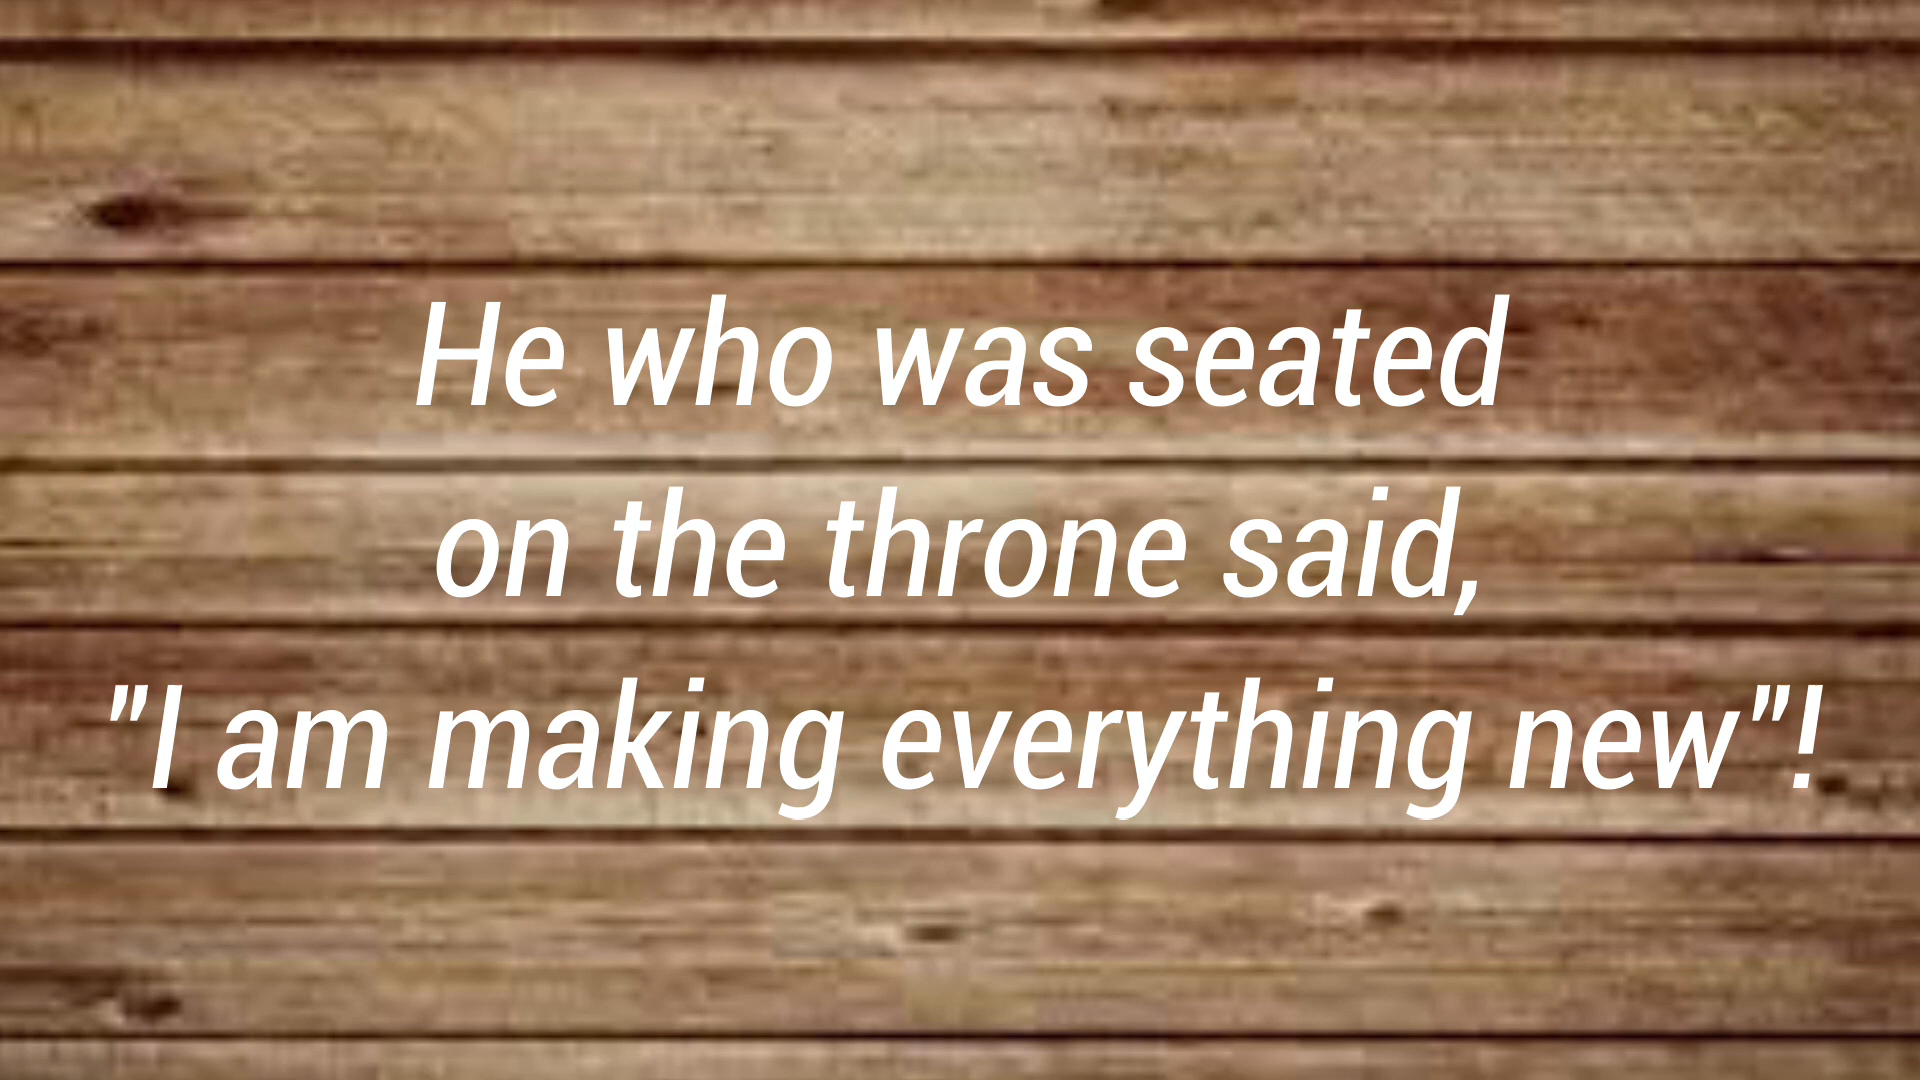 He who was seated
on the throne said,
"I am making everything new"!